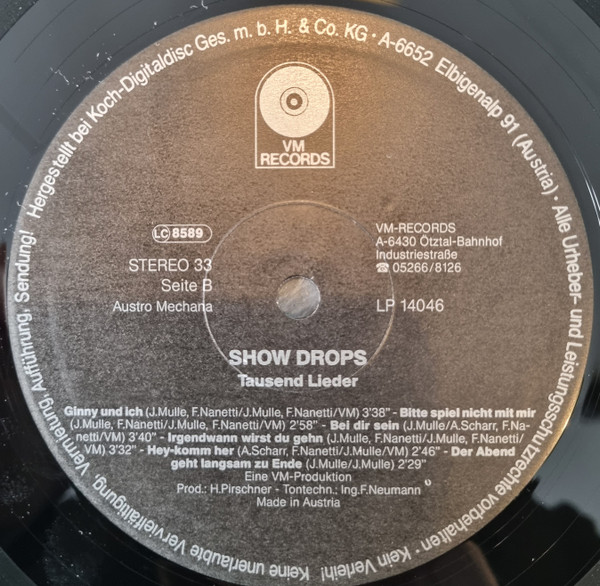 Hergestellt bei Koch-Digitaldisc Ges. m. b. H. & Co. KG • A-6652 Elbigenalp 91 (Austria) • Alle Urheber- und Leistungsschutzrechte vorbehalten • Kein Verleih! Keine unerlaubte Vervielfältigung, Vermietung Aufführung, Sendung!
VM
RECORDS
LC 8589
STEREO 33
Seite B
Austro Mechana
VM-RECORDS
A-6430 Ötztal-Bahnhof
Industriestraße
☎ 05266/8126
LP 14046
SHOW DROPS
Tausend Lieder
Ginny und ich (J.Mulle, F.Nanetti/J.Mulle, F.Nanetti/VM) 3'38" - Bitte spiel nicht mit mir
(J.Mulle, F.Nanetti/J.Mulle, F.Nanetti/VM) 2'58" - Bei dir sein (J.Mulle/A.Scharr, F.Na-
netti/VM) 3'40" - Irgendwann wirst du gehn (J.Mulle, F.Nanetti/J.Mulle, F.Nanetti/
VM) 3'32" - Hey-komm her (A.Scharr, F.Nanetti/J.Mulle/VM) 2'46" - Der Abend
geht langsam zu Ende (J.Mulle/J.Mulle) 2'29"
Eine VM-Produktion
Prod.: H.Pirschner - Tontechn.: Ing.F.Neumann
Made in Austria